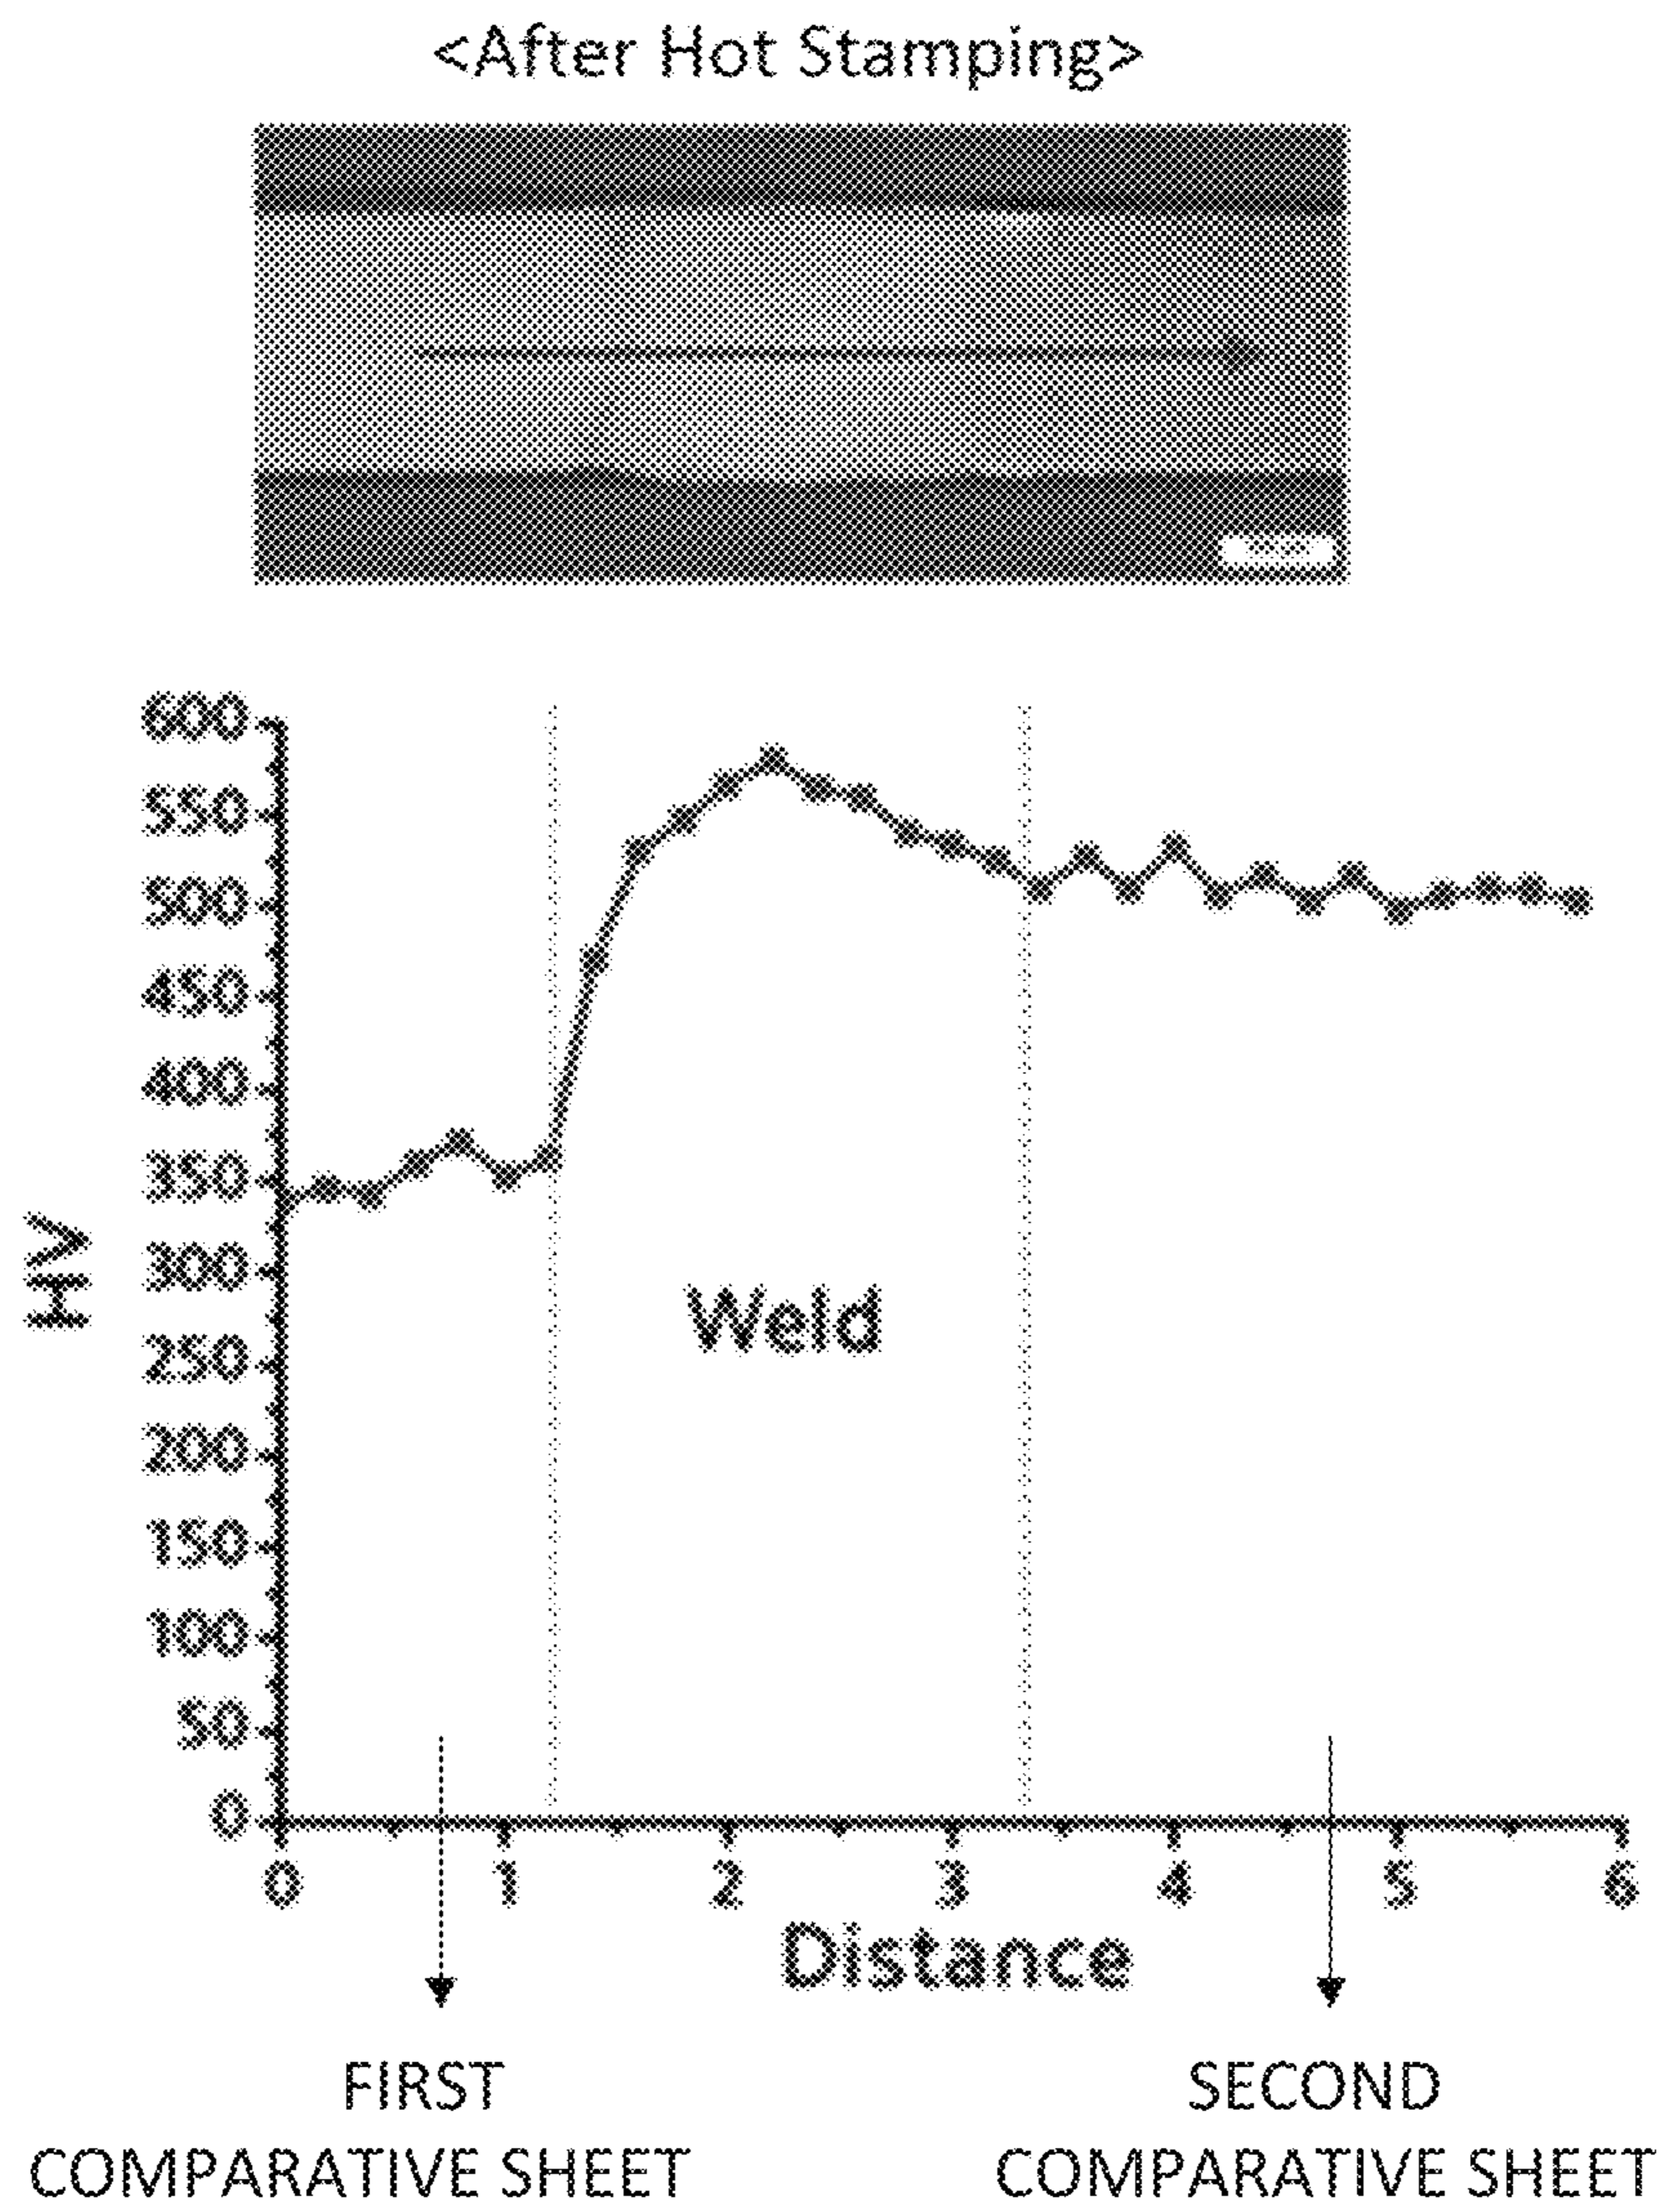 <After Hot Stamping>
600
550
500
450
400
350
300
250
200
150
100
50
0
HV
Weld
0 1 2 3 4 5 6
Distance
FIRST
COMPARATIVE SHEET
SECOND
COMPARATIVE SHEET